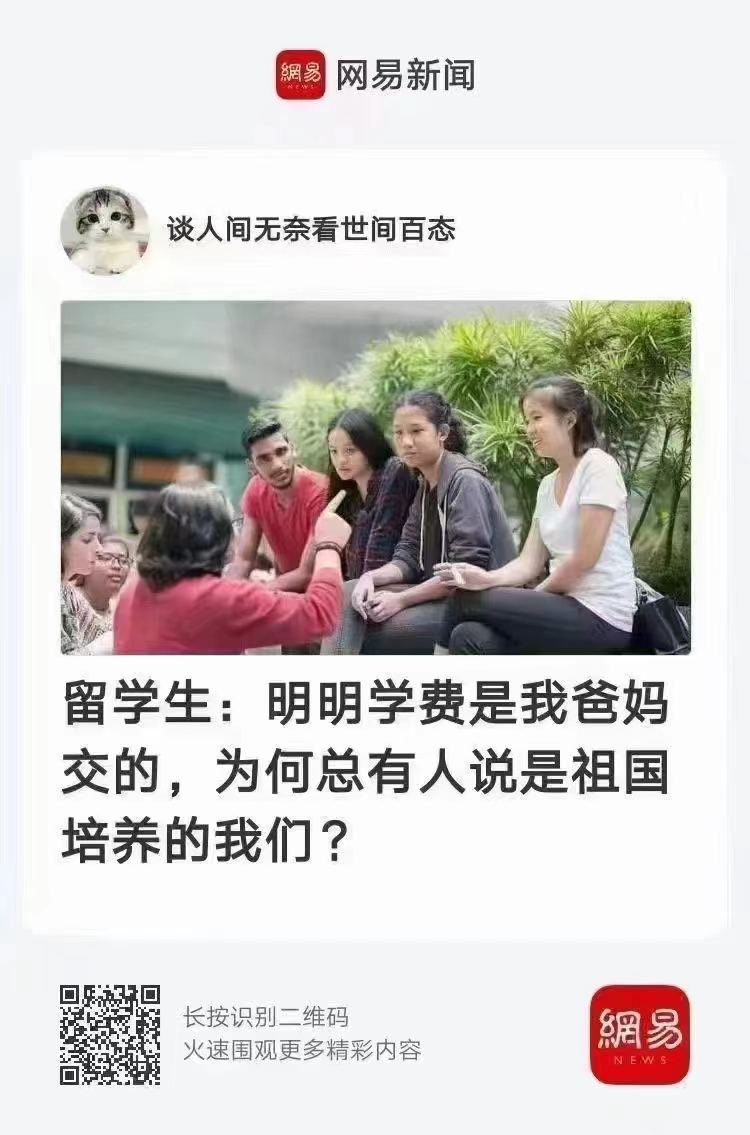 網易
NEWS
网易新闻
谈人间无奈看世间百态
留学生：明明学费是我爸妈
交的，为何总有人说是祖国
培养的我们？
长按识别二维码
火速围观更多精彩内容
網易
NEWS